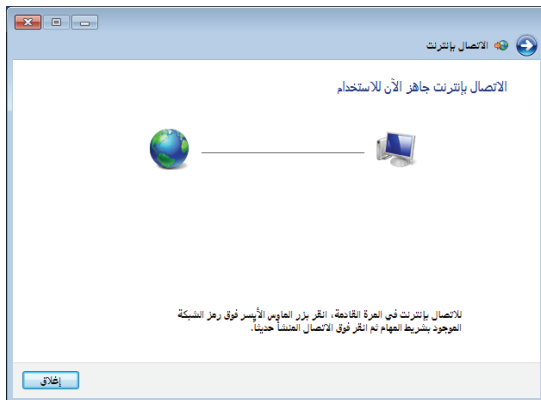 الاتصال بإنترنت
الاتصال بإنترنت جاهز الآن للاستخدام
للاتصال بإنترنت في المرة القادمة، انقر بزر الماوس الأيسر فوق رمز الشبكة
الموجود بشريط المهام ثم انقر فوق الاتصال المنشأ حديثاً.
إغلاق